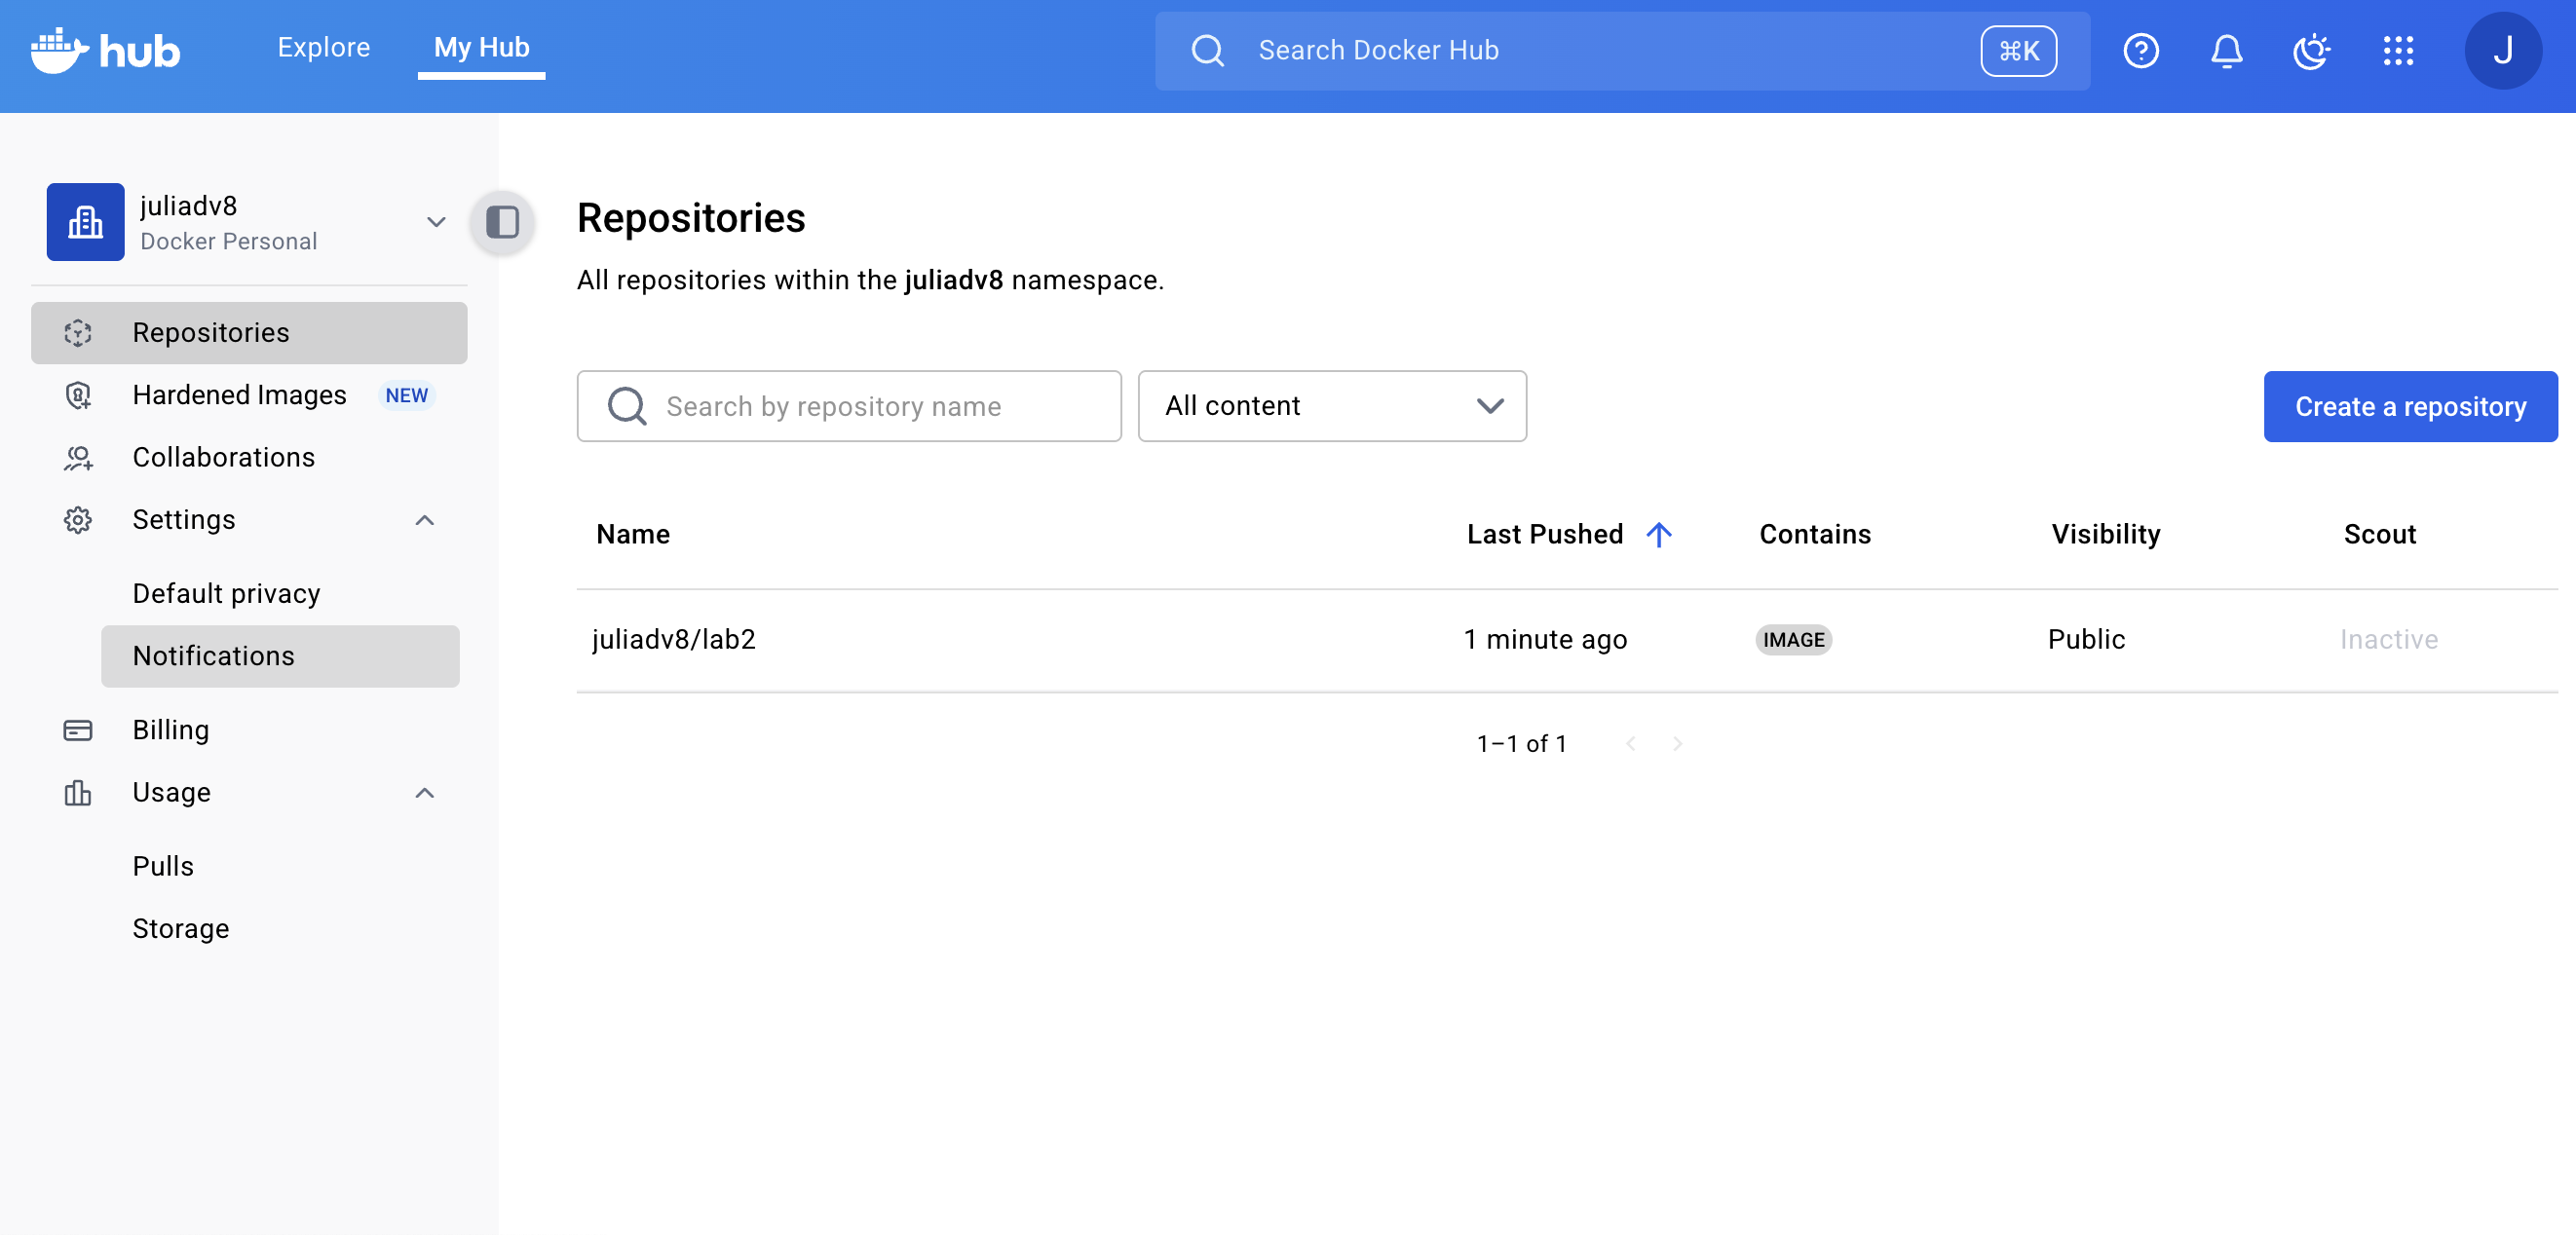 hub
Explore
My Hub
Search Docker Hub
⌘K
J
juliadv8
Docker Personal
Repositories
Hardened Images NEW
Collaborations
Settings
Default privacy
Notifications
Billing
Usage
Pulls
Storage
Repositories
All repositories within the juliadv8 namespace.
Search by repository name
All content
Create a repository
Name Last Pushed Contains Visibility Scout
juliadv8/lab2 1 minute ago IMAGE Public Inactive
1–1 of 1